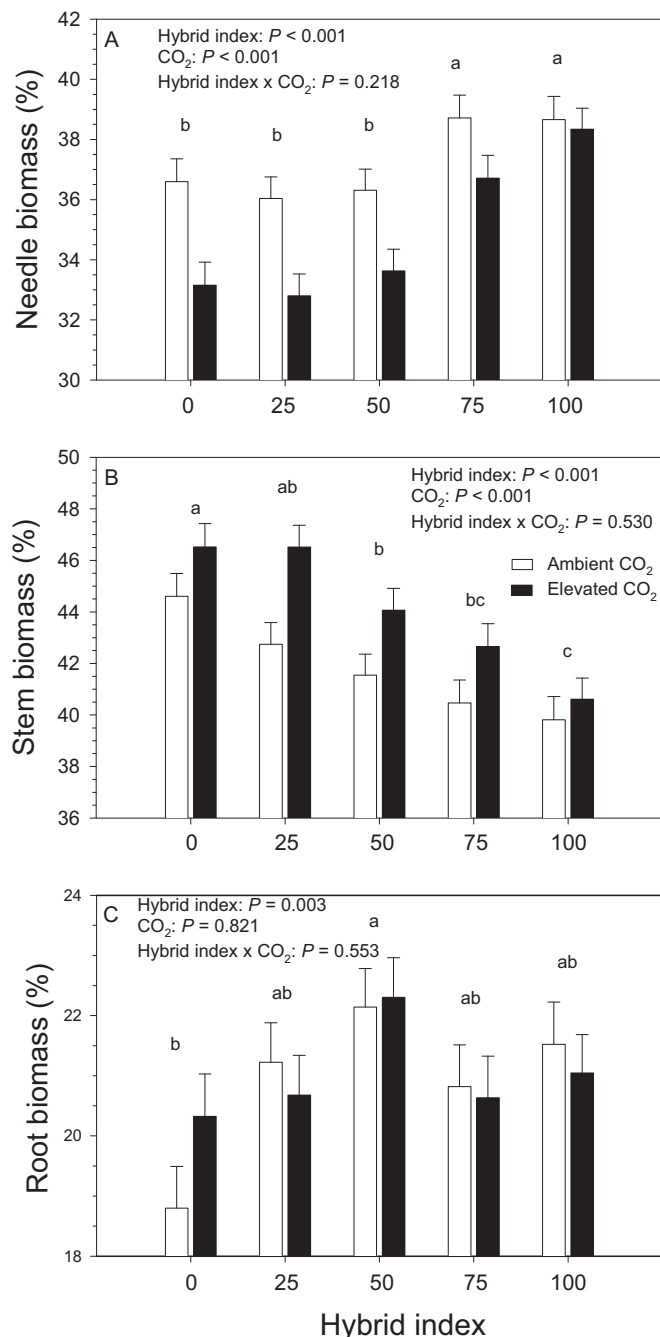 A
Hybrid index: P < 0.001
CO₂: P < 0.001
Hybrid index x CO₂: P = 0.218
42
40
38
36
34
32
30
Needle biomass (%)
b
b
b
a
a
0 25 50 75 100
B
Hybrid index: P < 0.001
CO₂: P < 0.001
Hybrid index x CO₂: P = 0.530
Ambient CO₂
Elevated CO₂
50
48
46
44
42
40
38
36
Stem biomass (%)
a
ab
b
bc
c
0 25 50 75 100
C
Hybrid index: P = 0.003
CO₂: P = 0.821
Hybrid index x CO₂: P = 0.553
24
22
20
18
Root biomass (%)
b
ab
a
ab
ab
0 25 50 75 100
Hybrid index